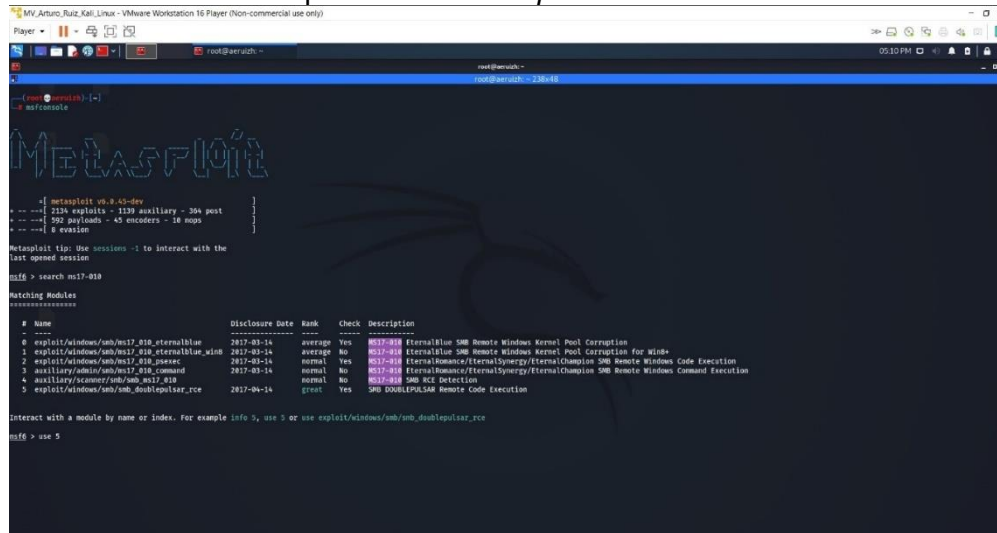 MV_Arturo_Ruiz_Kali_Linux - VMware Workstation 16 Player (Non-commercial use only)
Player
root@aeruizh: ~
05:10 PM
root@aeruizh: ~
root@aeruizh: ~ 238x48
(root aeruizh)-[~]
# msfconsole
=[ metasploit v6.0.45-dev ]
+ -- --=[ 2134 exploits - 1139 auxiliary - 364 post ]
+ -- --=[ 592 payloads - 45 encoders - 10 nops ]
+ -- --=[ 8 evasion ]
Metasploit tip: Use sessions -1 to interact with the
last opened session
msf6 > search ms17-010
Matching Modules
================
# Name Disclosure Date Rank Check Description
- ---- --------------- ---- ----- -----------
0 exploit/windows/smb/ms17_010_eternalblue 2017-03-14 average Yes MS17-010 EternalBlue SMB Remote Windows Kernel Pool Corruption
1 exploit/windows/smb/ms17_010_eternalblue_win8 2017-03-14 average No MS17-010 EternalBlue SMB Remote Windows Kernel Pool Corruption for Win8+
2 exploit/windows/smb/ms17_010_psexec 2017-03-14 normal Yes MS17-010 EternalRomance/EternalSynergy/EternalChampion SMB Remote Windows Code Execution
3 auxiliary/admin/smb/ms17_010_command 2017-03-14 normal No MS17-010 EternalRomance/EternalSynergy/EternalChampion SMB Remote Windows Command Execution
4 auxiliary/scanner/smb/smb_ms17_010 normal No MS17-010 SMB RCE Detection
5 exploit/windows/smb/smb_doublepulsar_rce 2017-04-14 great Yes SMB DOUBLEPULSAR Remote Code Execution
Interact with a module by name or index. For example info 5, use 5 or use exploit/windows/smb/smb_doublepulsar_rce
msf6 > use 5